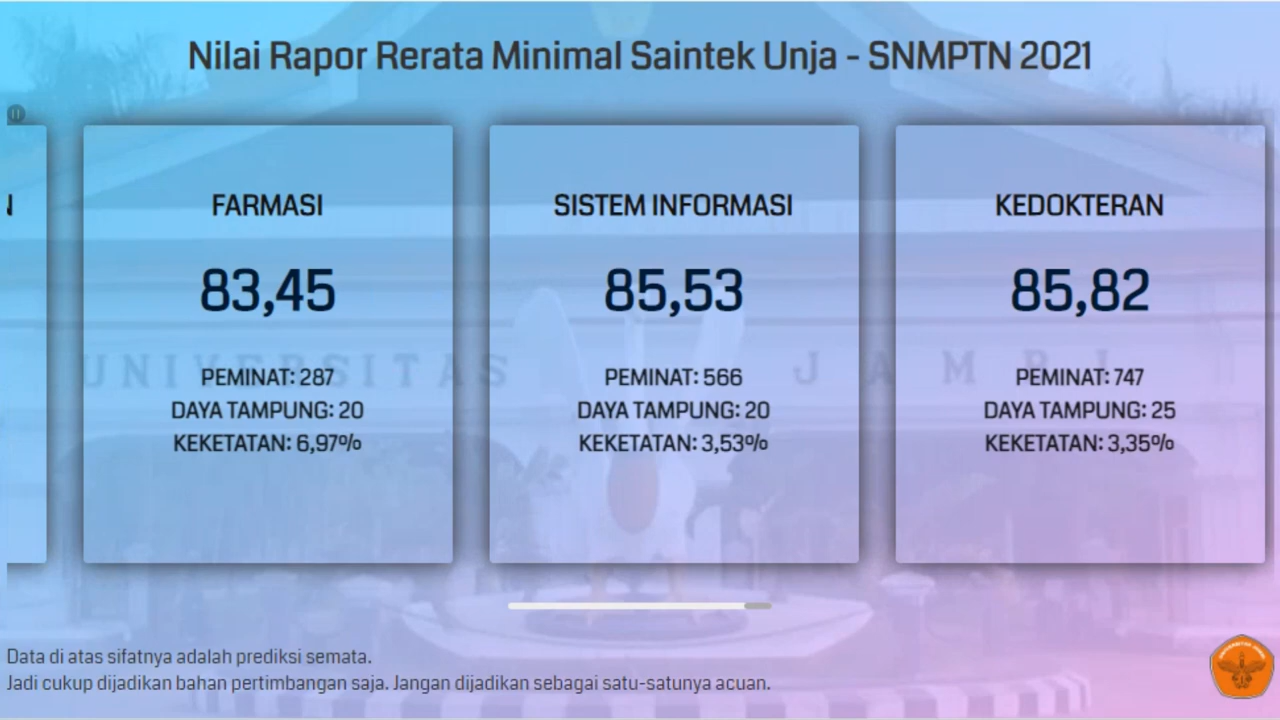 Nilai Rapor Rerata Minimal Saintek Unja - SNMPTN 2021
FARMASI
83,45
PEMINAT: 287
DAYA TAMPUNG: 20
KEKETATAN: 6,97%
SISTEM INFORMASI
85,53
PEMINAT: 566
DAYA TAMPUNG: 20
KEKETATAN: 3,53%
KEDOKTERAN
85,82
PEMINAT: 747
DAYA TAMPUNG: 25
KEKETATAN: 3,35%
UNIVERSITAS JAMBI
Data di atas sifatnya adalah prediksi semata.
Jadi cukup dijadikan bahan pertimbangan saja. Jangan dijadikan sebagai satu-satunya acuan.